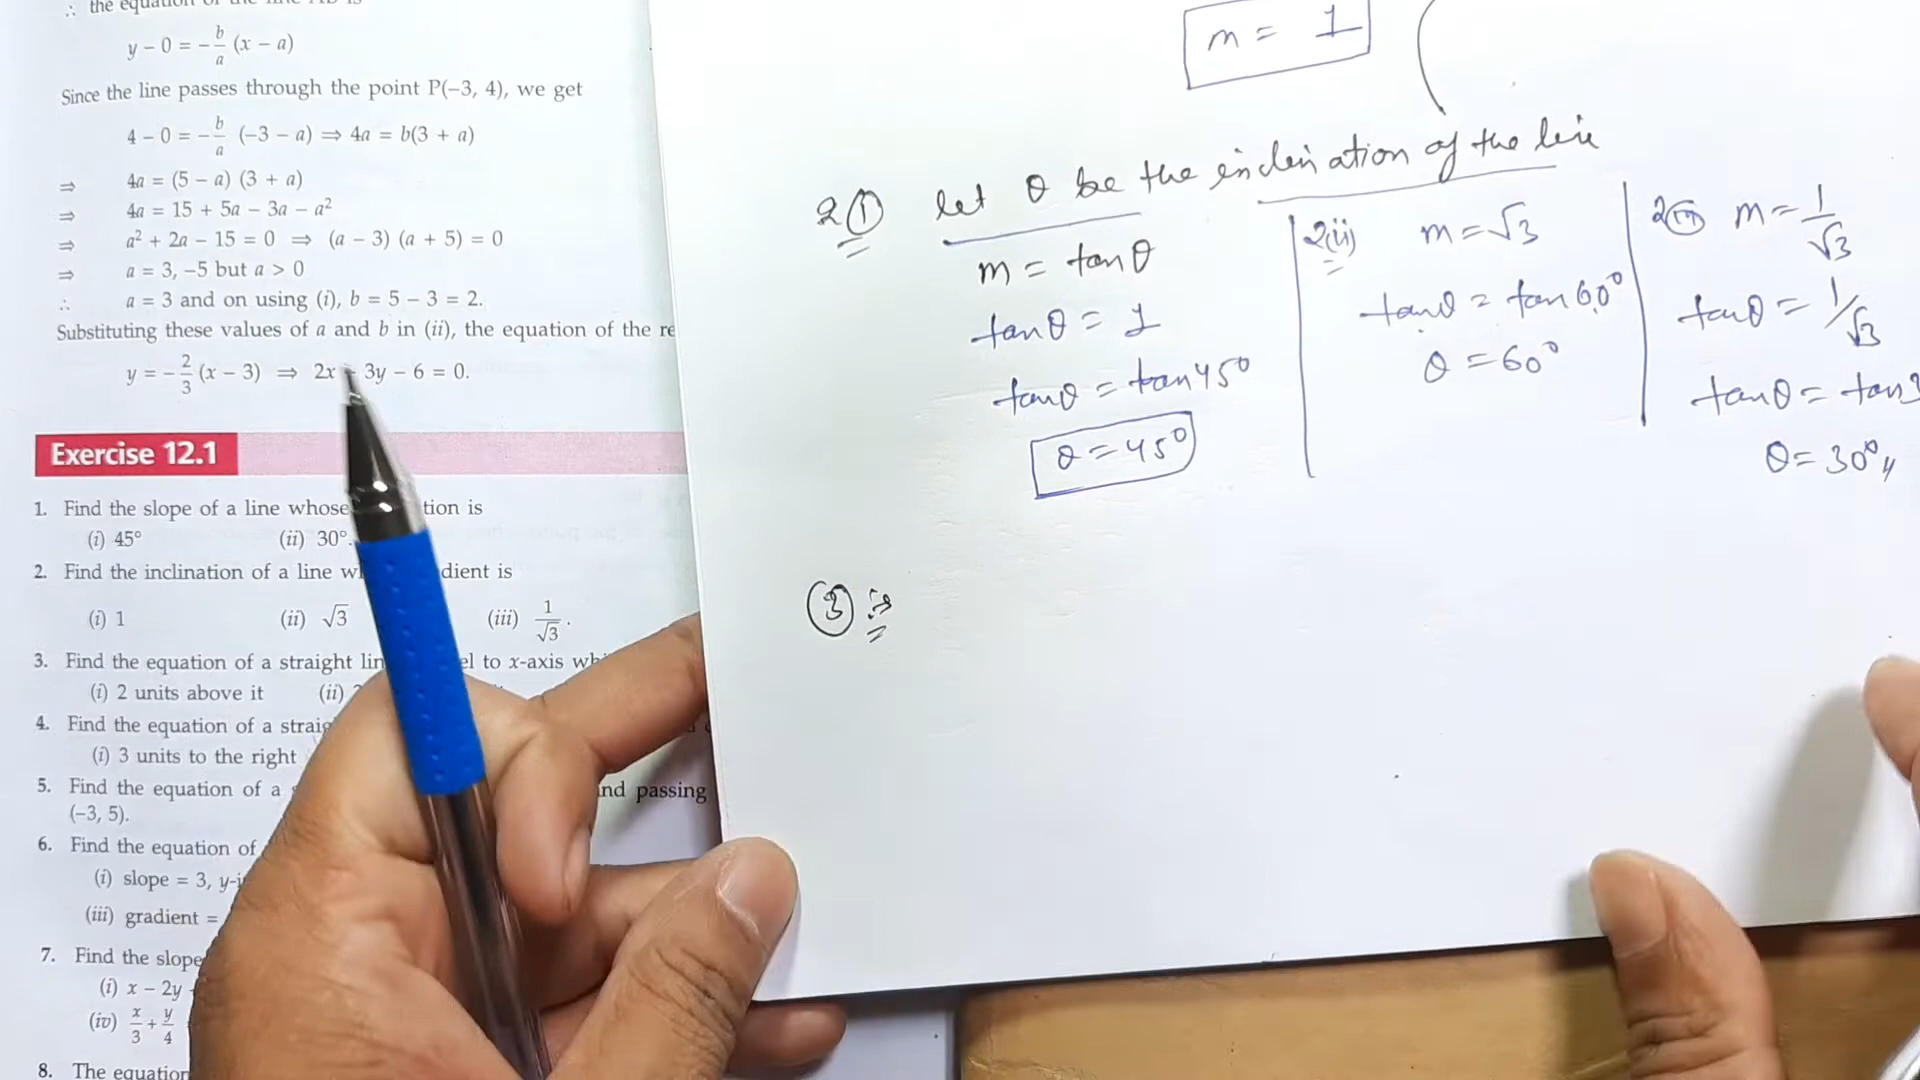 ∴ the equation of the line AB is
y – 0 = –b/a (x – a)
Since the line passes through the point P(–3, 4), we get
4 – 0 = –b/a (–3 – a) ⇒ 4a = b(3 + a)
⇒ 4a = (5 – a) (3 + a)
⇒ 4a = 15 + 5a – 3a – a²
⇒ a² + 2a – 15 = 0 ⇒ (a – 3) (a + 5) = 0
⇒ a = 3, –5 but a > 0
∴ a = 3 and on using (i), b = 5 – 3 = 2.
Substituting these values of a and b in (ii), the equation of the re
y = –2/3 (x – 3) ⇒ 2x 3y – 6 = 0.
Exercise 12.1
1. Find the slope of a line whose tion is
(i) 45° (ii) 30°.
2. Find the inclination of a line w dient is
(i) 1 (ii) √3 (iii) 1/√3 .
3. Find the equation of a straight lin el to x-axis wh
(i) 2 units above it (ii)
4. Find the equation of a straig
(i) 3 units to the right
5. Find the equation of a nd passing
(–3, 5).
6. Find the equation of
(i) slope = 3, y-i
(iii) gradient =
7. Find the slope
(i) x – 2y
(iv) x/3 + y/4
8. The equation
m = 1
2(i) let θ be the inclination of the line
m = tanθ
tanθ = 1
tanθ = tan45°
θ = 45°
2(ii) m = √3
tanθ = tan60°
θ = 60°
2(iii) m = 1/√3
tanθ = 1/√3
tanθ = tan3
θ = 30°
(3) :→